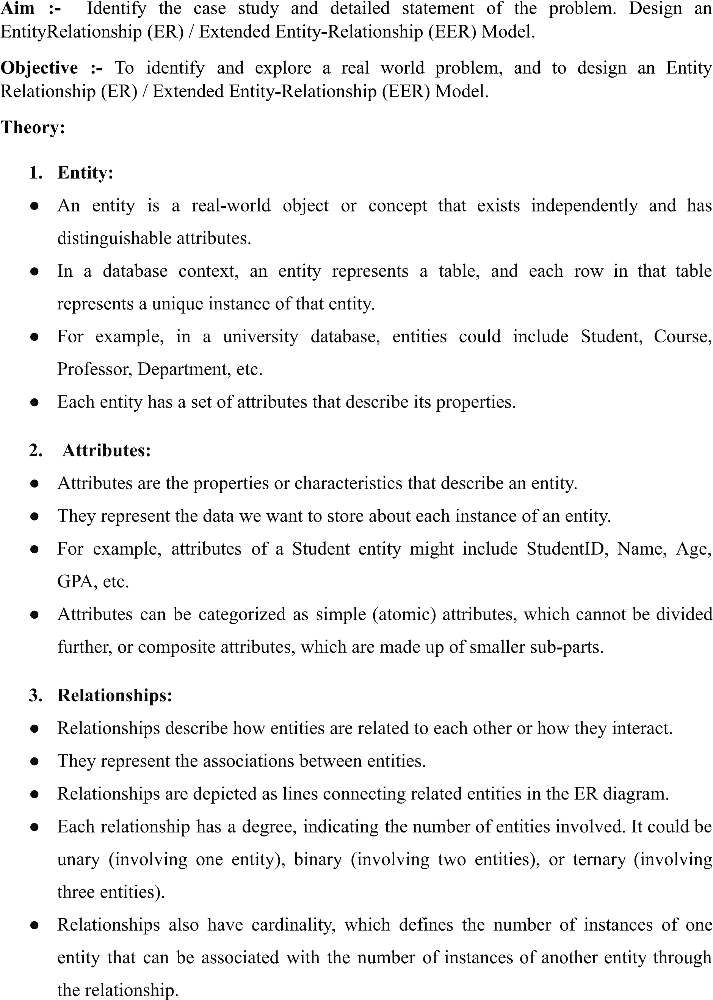 Aim :- Identify the case study and detailed statement of the problem. Design an
EntityRelationship (ER) / Extended Entity-Relationship (EER) Model.
Objective :- To identify and explore a real world problem, and to design an Entity
Relationship (ER) / Extended Entity-Relationship (EER) Model.
Theory:
1. Entity:
● An entity is a real-world object or concept that exists independently and has
distinguishable attributes.
● In a database context, an entity represents a table, and each row in that table
represents a unique instance of that entity.
● For example, in a university database, entities could include Student, Course,
Professor, Department, etc.
● Each entity has a set of attributes that describe its properties.
2. Attributes:
● Attributes are the properties or characteristics that describe an entity.
● They represent the data we want to store about each instance of an entity.
● For example, attributes of a Student entity might include StudentID, Name, Age,
GPA, etc.
● Attributes can be categorized as simple (atomic) attributes, which cannot be divided
further, or composite attributes, which are made up of smaller sub-parts.
3. Relationships:
● Relationships describe how entities are related to each other or how they interact.
● They represent the associations between entities.
● Relationships are depicted as lines connecting related entities in the ER diagram.
● Each relationship has a degree, indicating the number of entities involved. It could be
unary (involving one entity), binary (involving two entities), or ternary (involving
three entities).
● Relationships also have cardinality, which defines the number of instances of one
entity that can be associated with the number of instances of another entity through
the relationship.